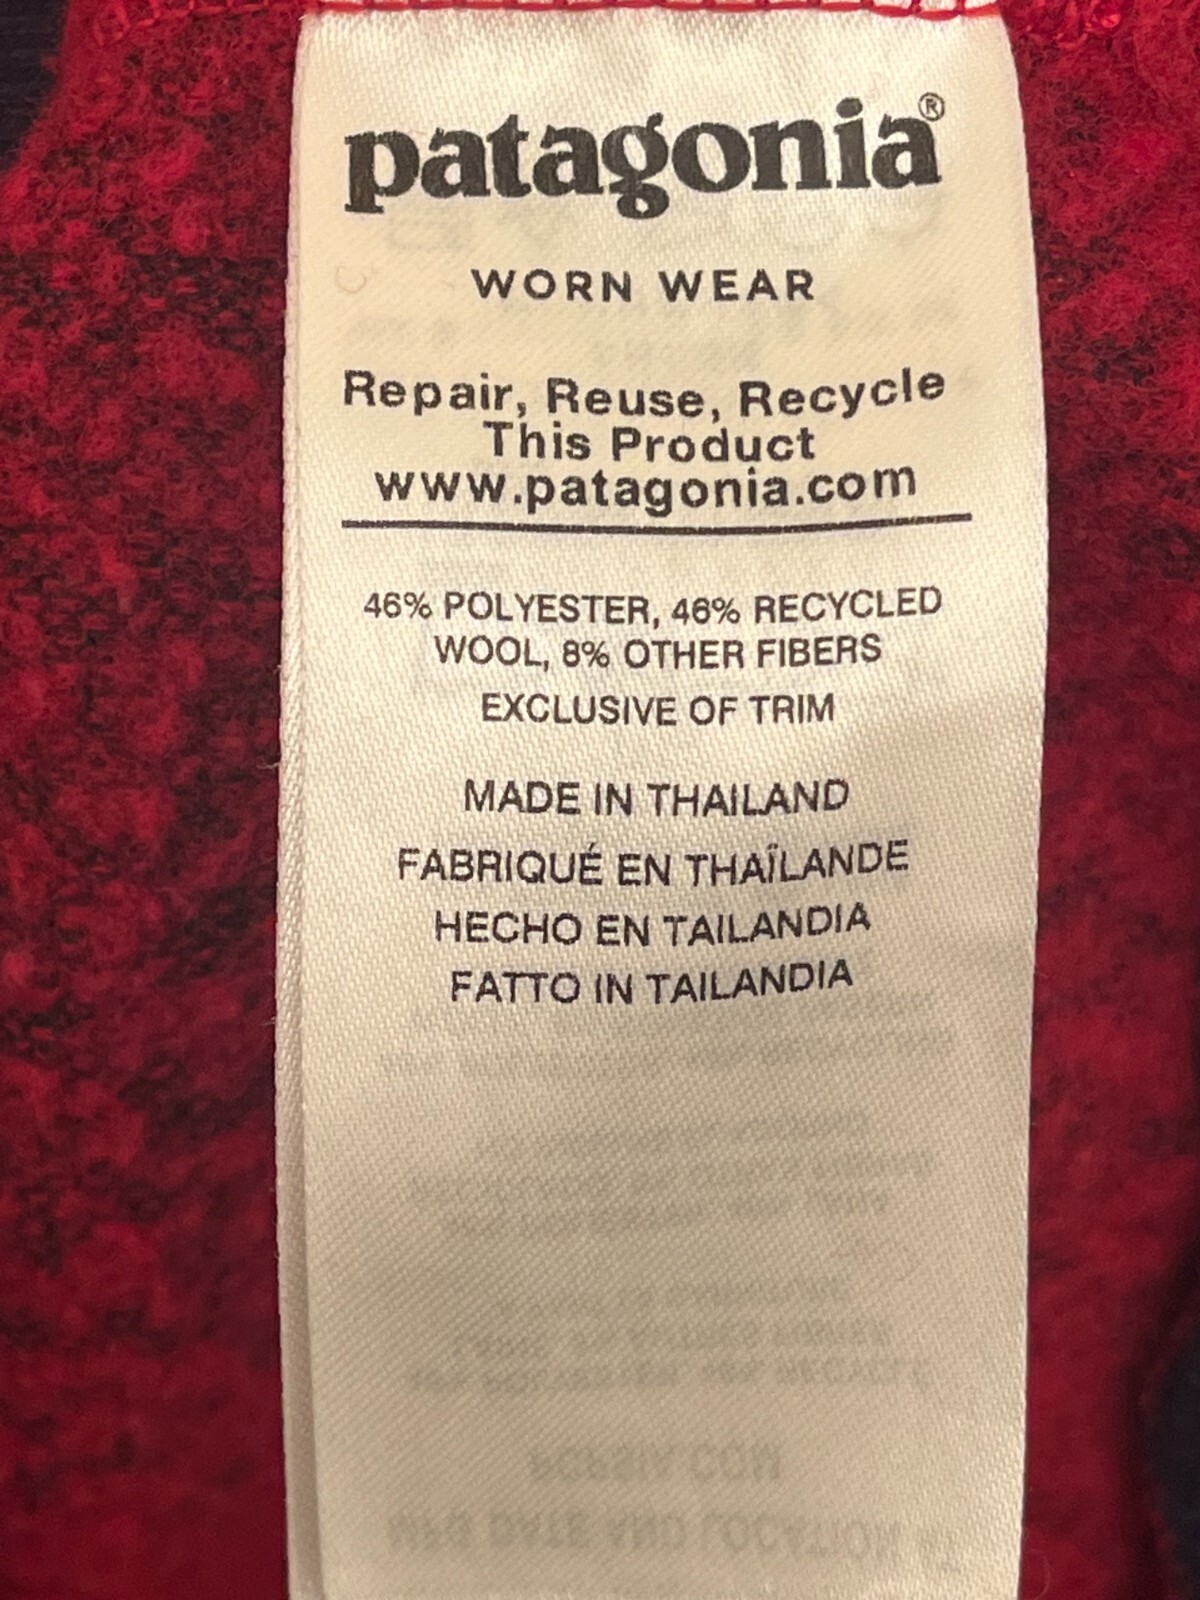 patagonia®
WORN WEAR
Repair, Reuse, Recycle
This Product
www.patagonia.com
46% POLYESTER, 46% RECYCLED
WOOL, 8% OTHER FIBERS
EXCLUSIVE OF TRIM
MADE IN THAILAND
FABRIQUÉ EN THAÏLANDE
HECHO EN TAILANDIA
FATTO IN TAILANDIA